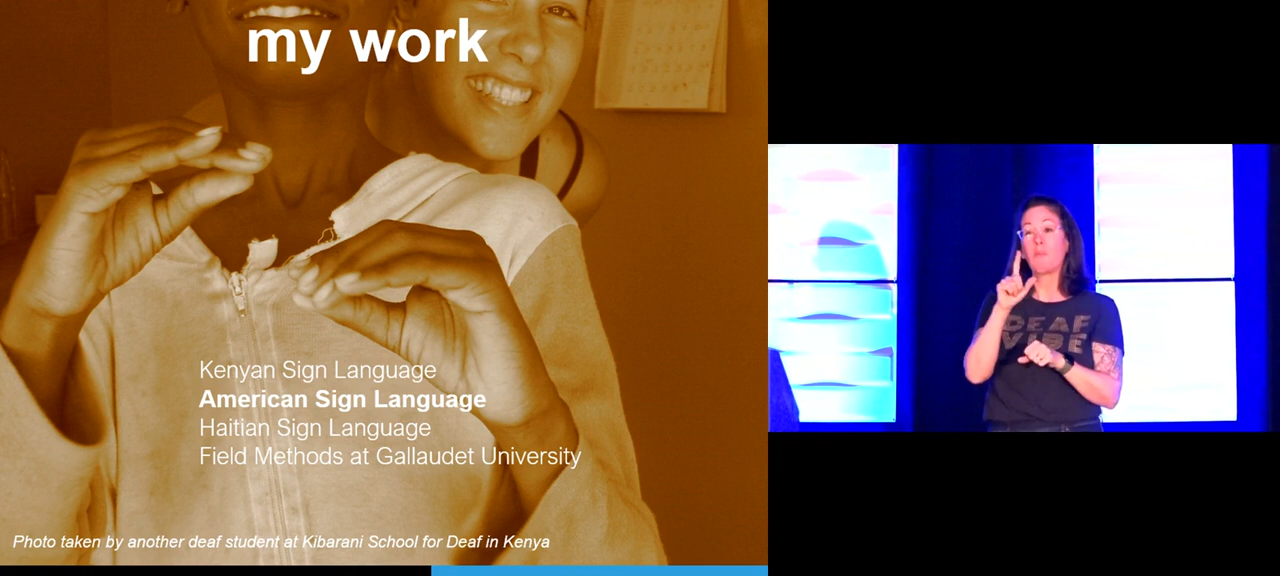 my work
Kenyan Sign Language
American Sign Language
Haitian Sign Language
Field Methods at Gallaudet University
Photo taken by another deaf student at Kibarani School for Deaf in Kenya
DEAF
VIBE